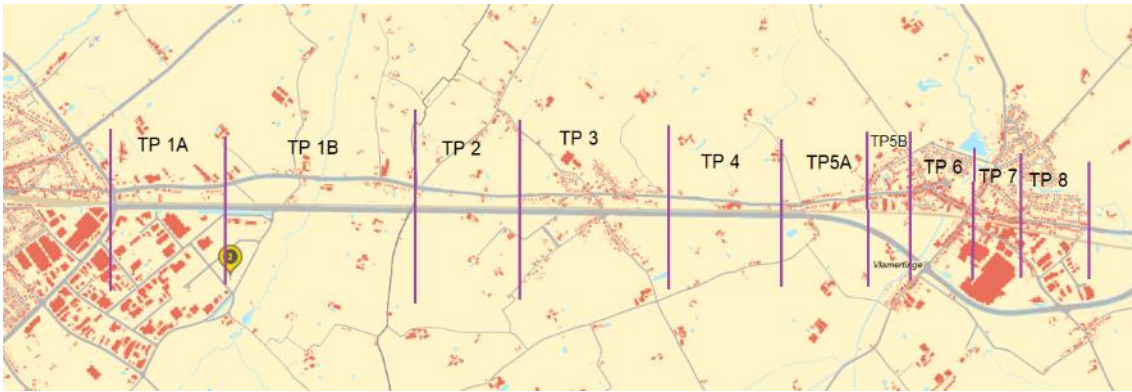 TP 1A
TP 1B
TP 2
TP 3
TP 4
TP5A
TP5B
TP 6
TP 7
TP 8
Vlamertinge